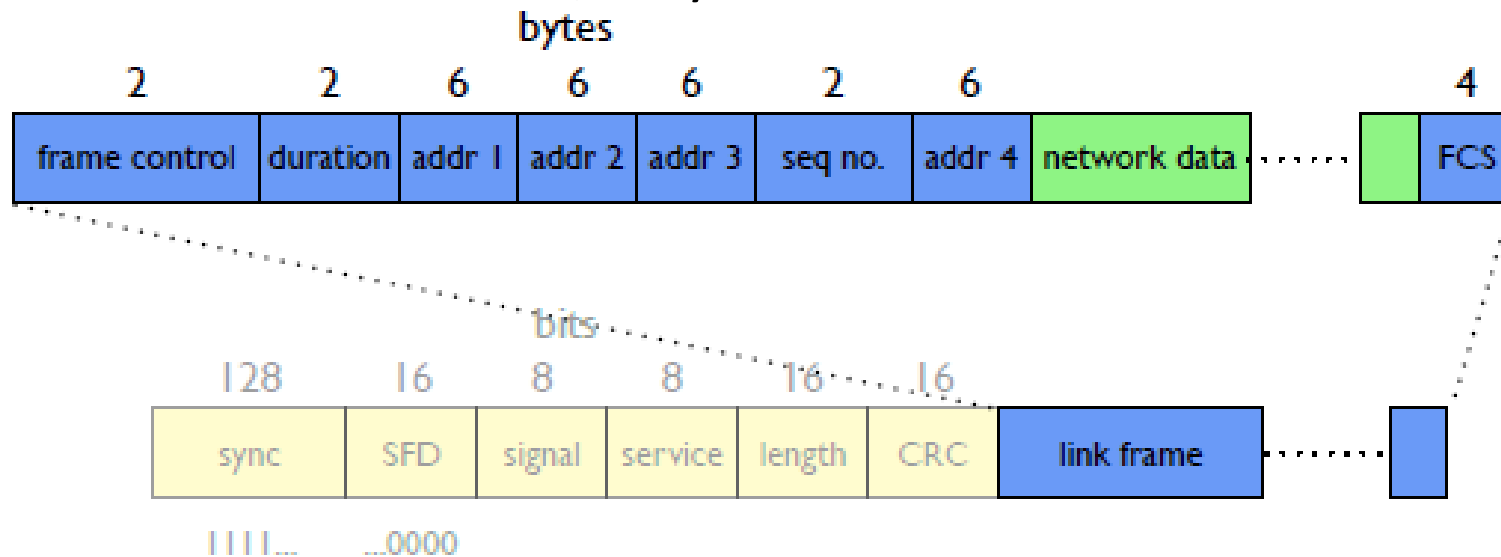 bytes
2 2 6 6 6 2 6 4
frame control duration addr 1 addr 2 addr 3 seq no. addr 4 network data FCS
bits
128 16 8 8 16 16
sync SFD signal service length CRC link frame
1111... ...0000